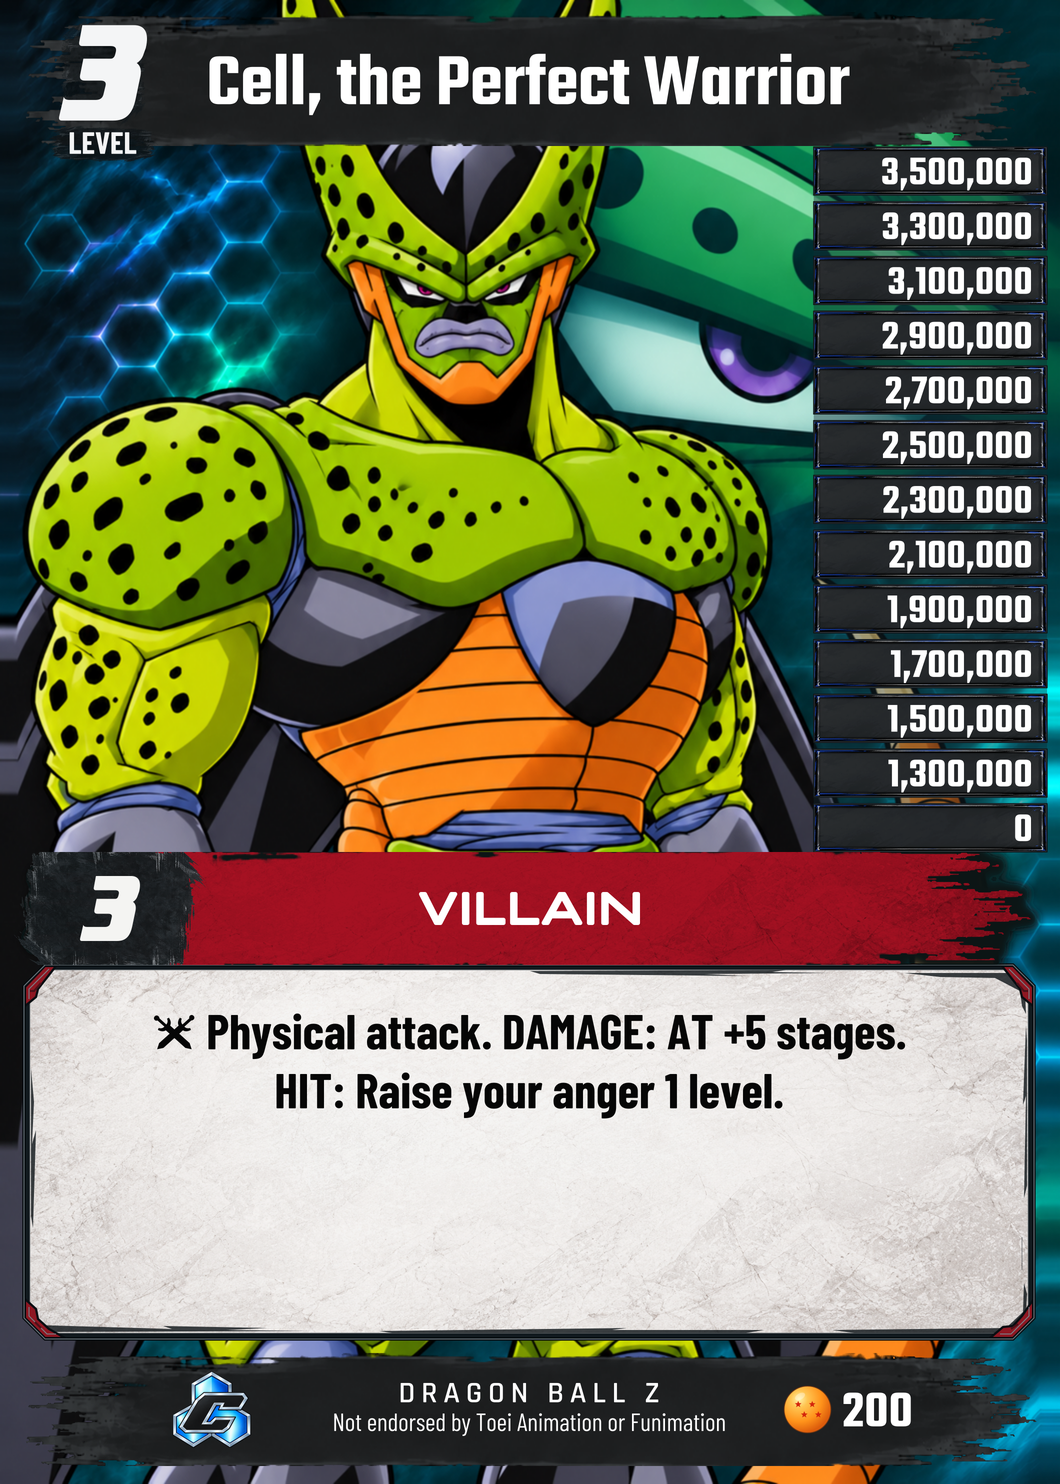 3
LEVEL
Cell, the Perfect Warrior
3,500,000
3,300,000
3,100,000
2,900,000
2,700,000
2,500,000
2,300,000
2,100,000
1,900,000
1,700,000
1,500,000
1,300,000
0
3
VILLAIN
Physical attack. DAMAGE: AT +5 stages.
HIT: Raise your anger 1 level.
G
DRAGON BALL Z
Not endorsed by Toei Animation or Funimation
200